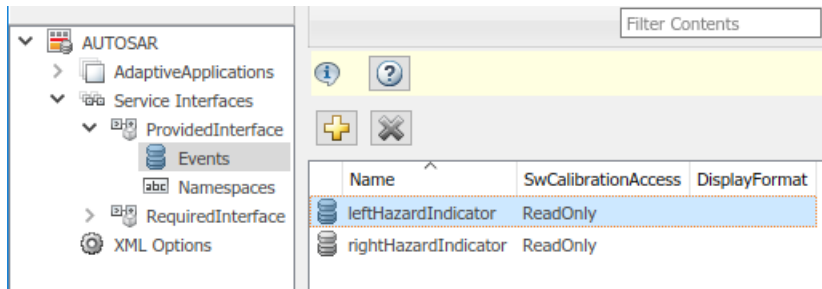 Filter Contents
AUTOSAR
AdaptiveApplications
Service Interfaces
ProvidedInterface
Events
abc Namespaces
RequiredInterface
XML Options
Name SwCalibrationAccess DisplayFormat
leftHazardIndicator ReadOnly
rightHazardIndicator ReadOnly